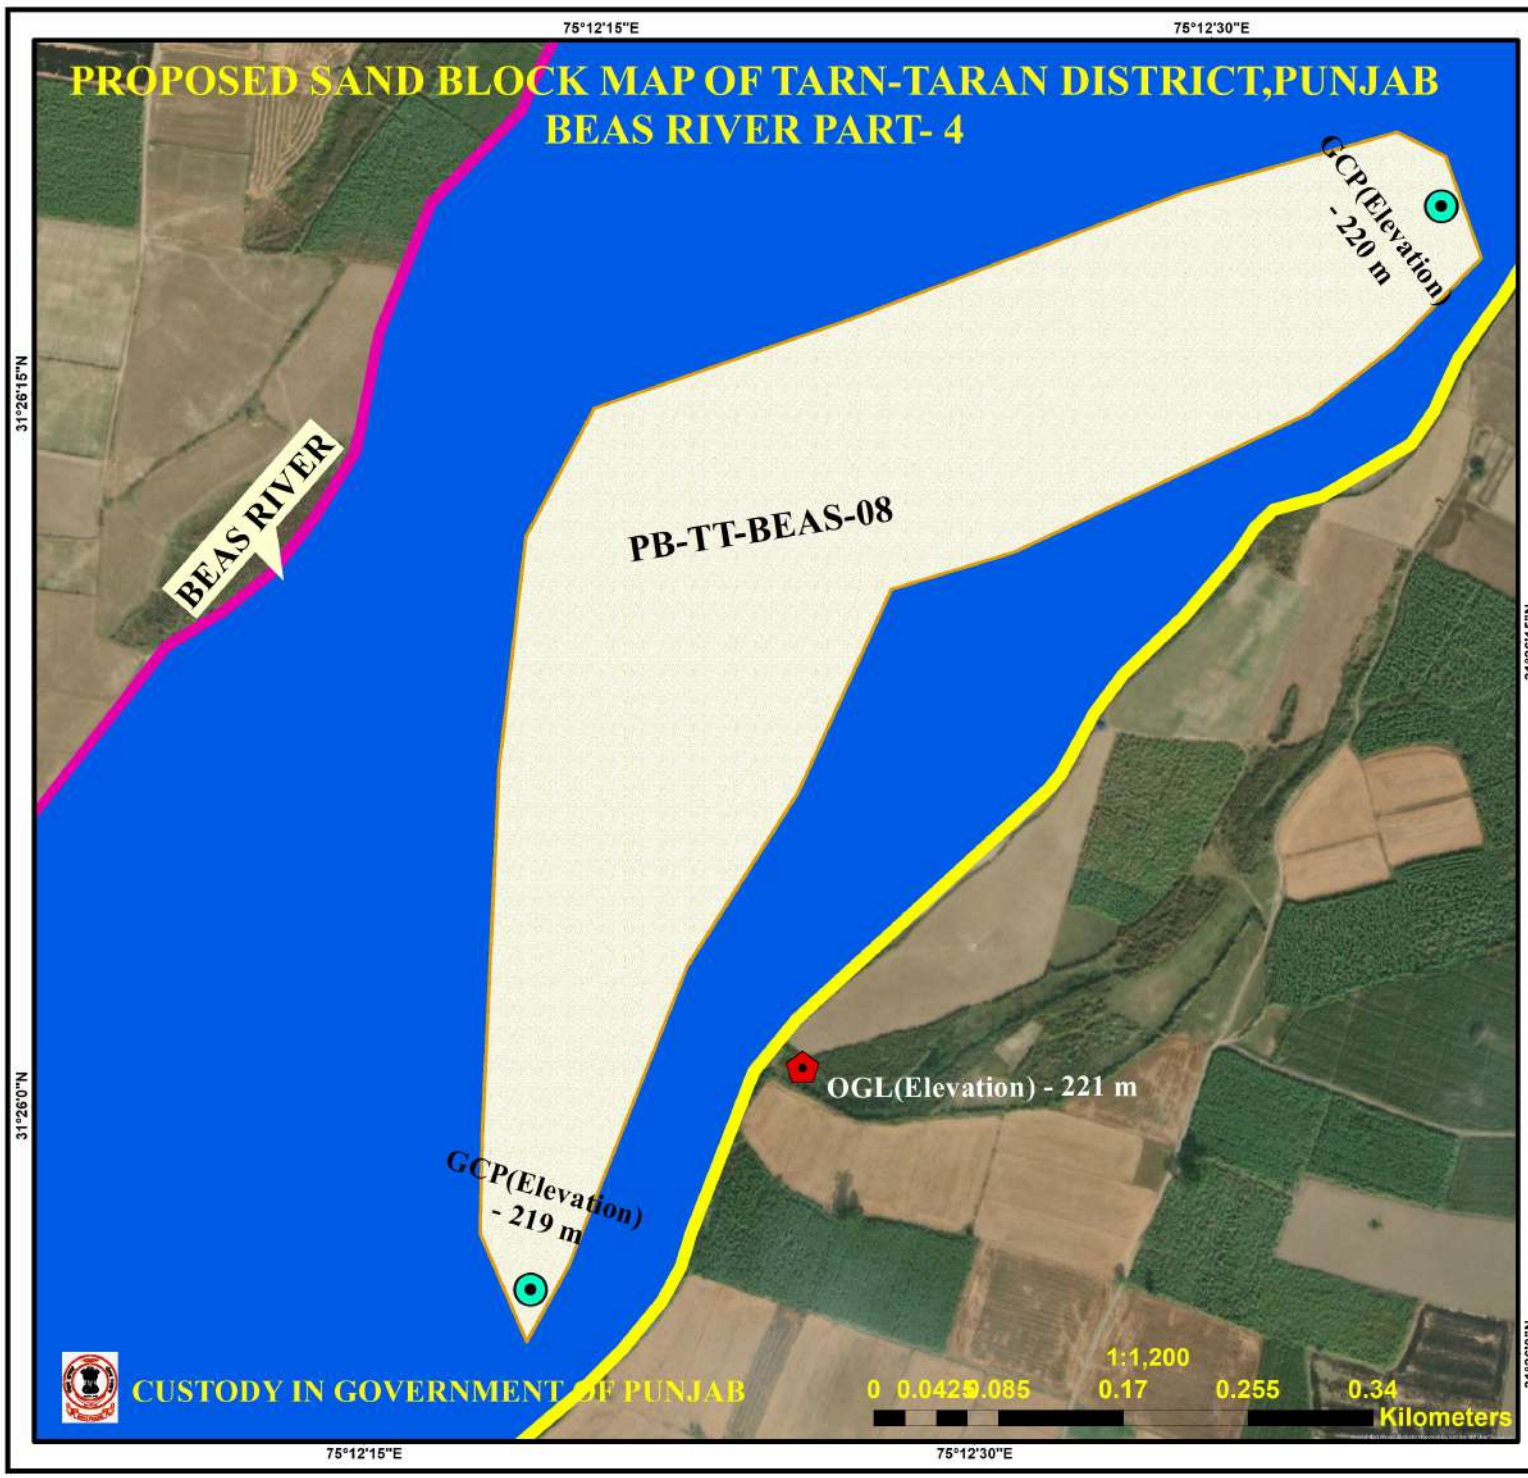 75°12'15"E
75°12'30"E
PROPOSED SAND BLOCK MAP OF TARN-TARAN DISTRICT,PUNJAB
BEAS RIVER PART- 4
GCP(Elevation)
- 220 m
31°26'15"N
BEAS RIVER
PB-TT-BEAS-08
31°26'0"N
OGL(Elevation) - 221 m
GCP(Elevation)
- 219 m
1:1,200
CUSTODY IN GOVERNMENT OF PUNJAB
0 0.0425 0.085 0.17 0.255 0.34
Kilometers
75°12'15"E
75°12'30"E